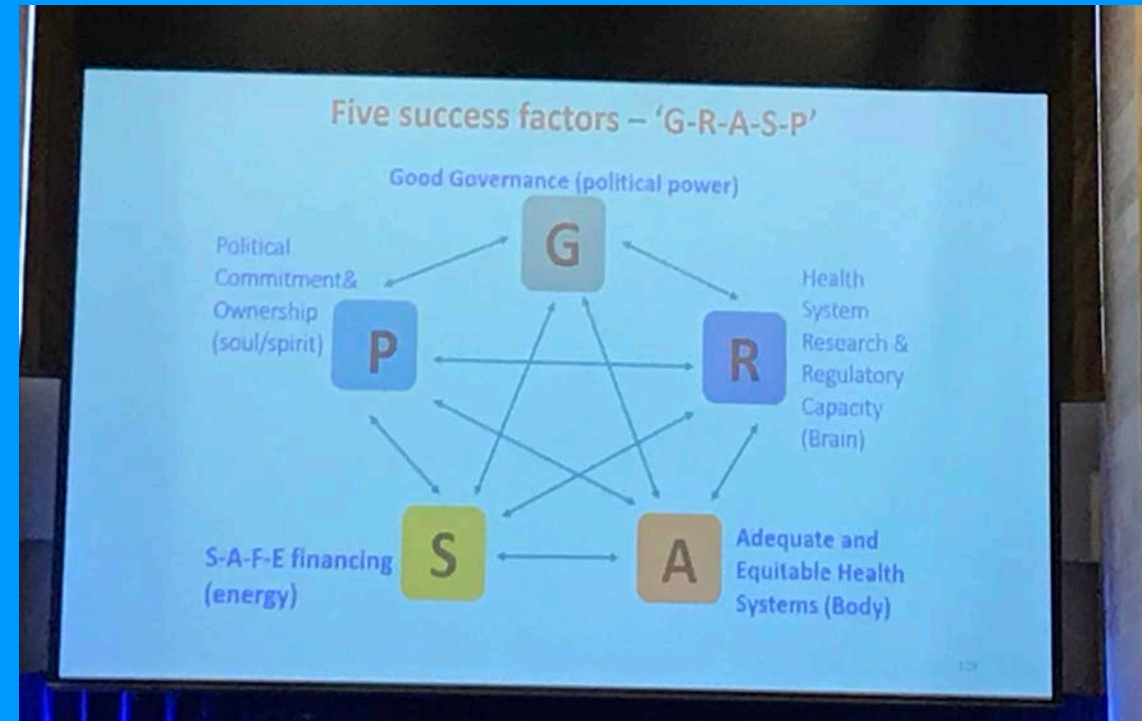 Five success factors – ‘G-R-A-S-P’
Good Governance (political power)
G
Political
Commitment&
Ownership
(soul/spirit)
P
R
Health
System
Research &
Regulatory
Capacity
(Brain)
S-A-F-E financing
(energy)
S
A
Adequate and
Equitable Health
Systems (Body)